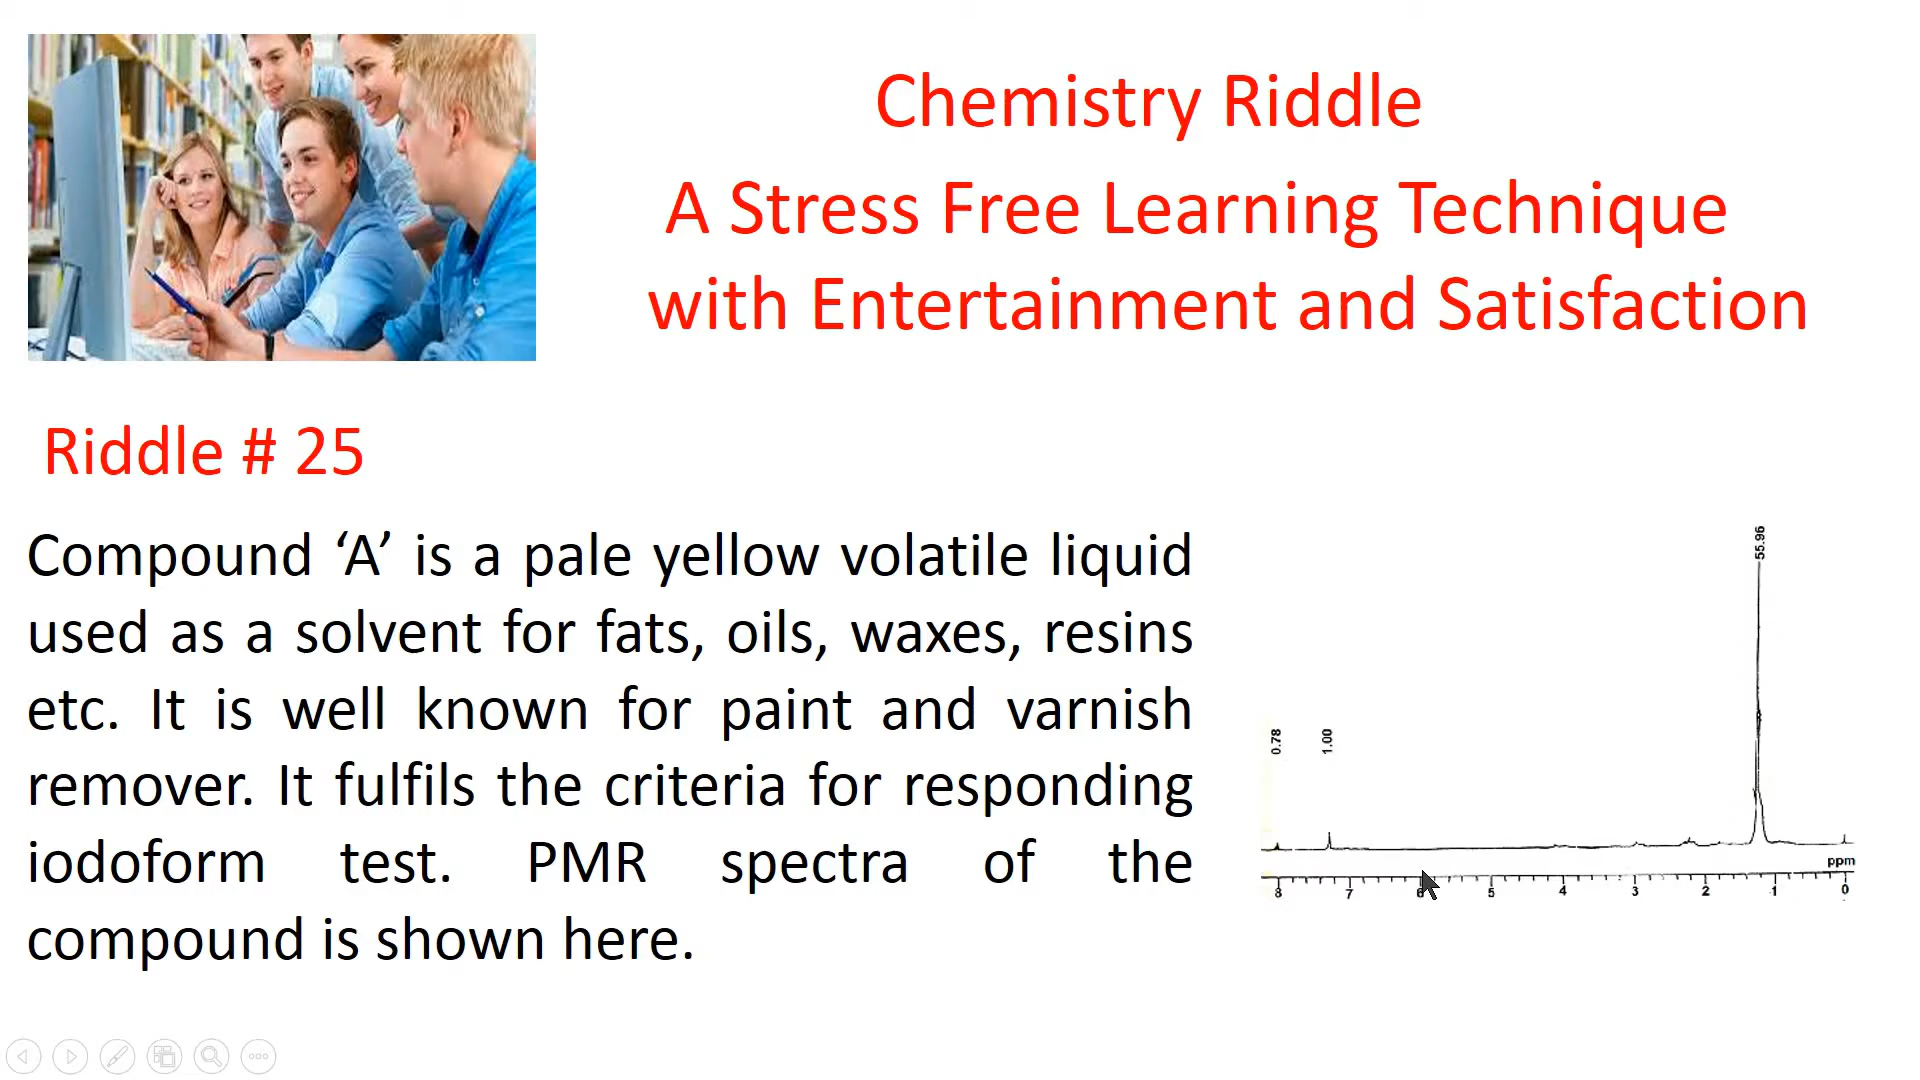 Chemistry Riddle
A Stress Free Learning Technique
with Entertainment and Satisfaction
Riddle # 25
Compound ‘A’ is a pale yellow volatile liquid
used as a solvent for fats, oils, waxes, resins
etc. It is well known for paint and varnish
remover. It fulfils the criteria for responding
iodoform test. PMR spectra of the
compound is shown here.
55.96
0.78 1.00
ppm
8 7 6 5 4 3 2 1 0